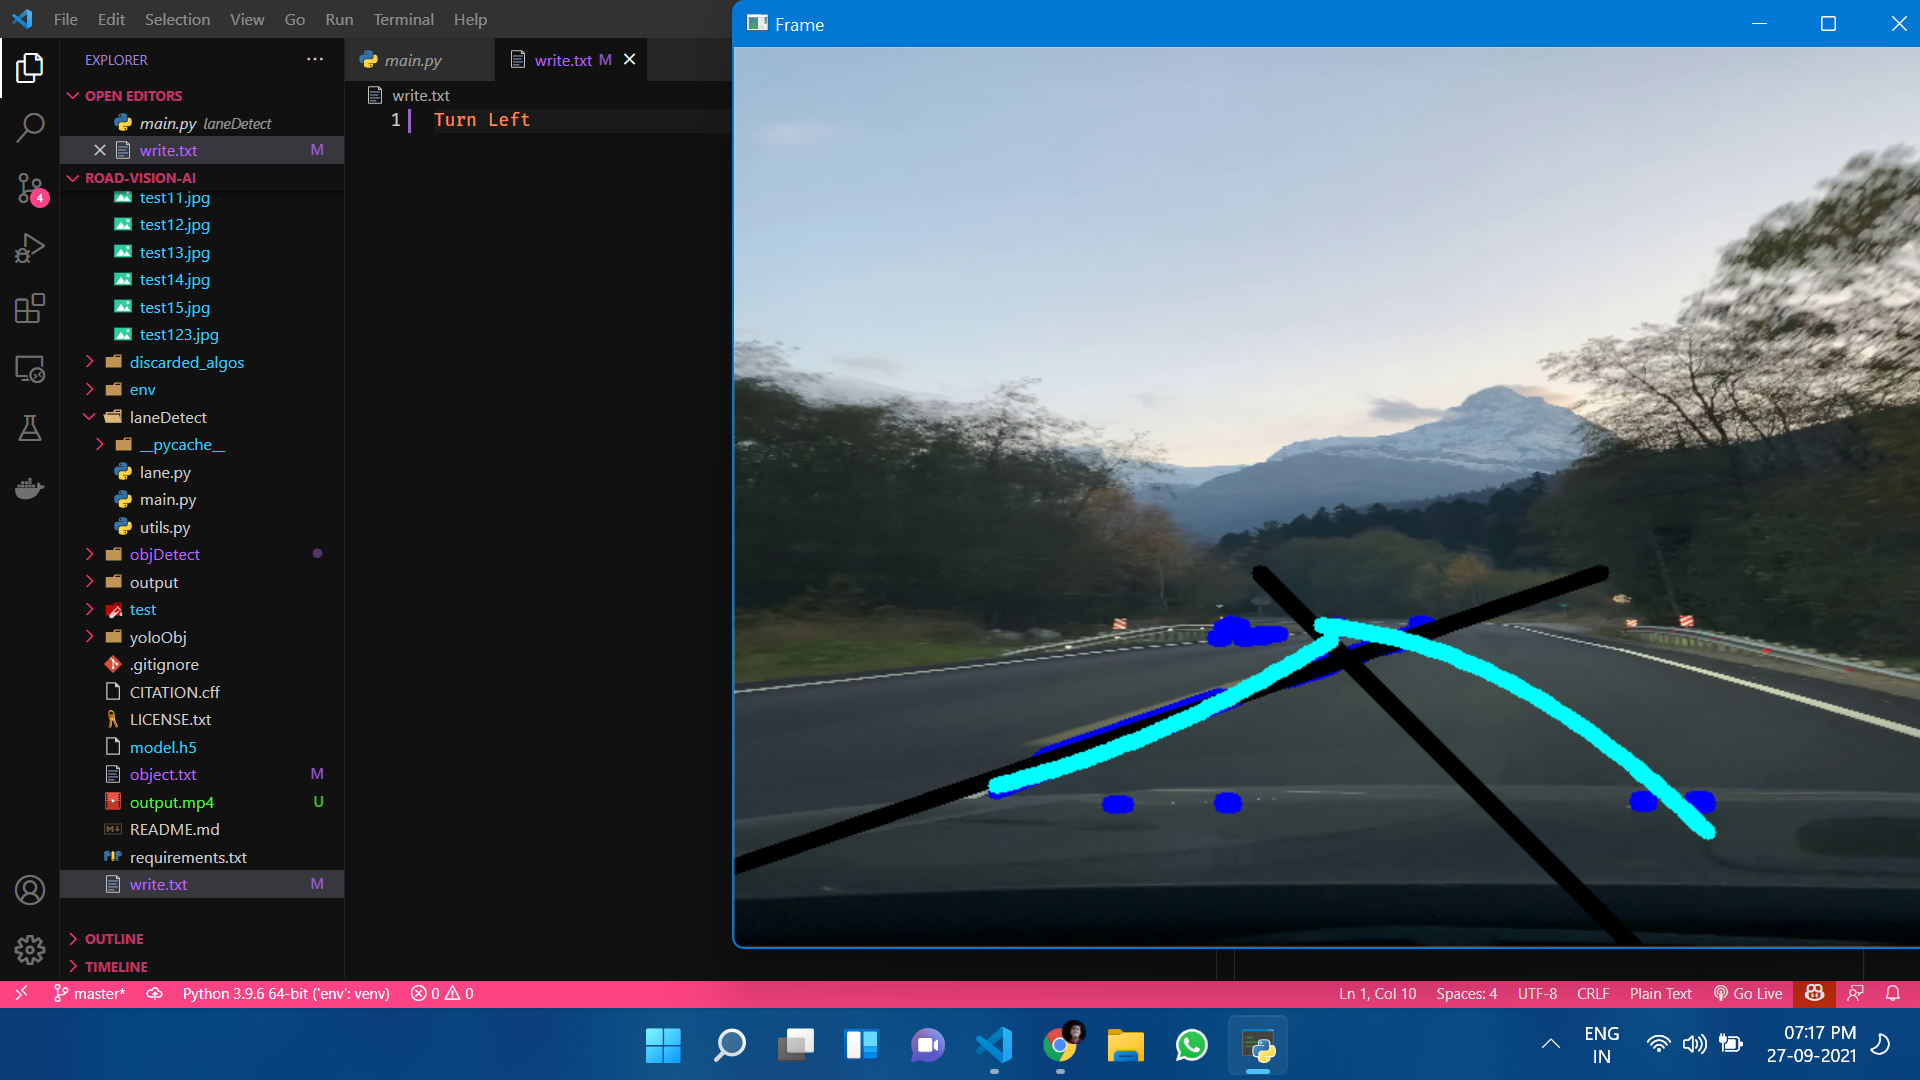 File Edit Selection View Go Run Terminal Help
EXPLORER
OPEN EDITORS
main.py laneDetect
write.txt M
ROAD-VISION-AI
test11.jpg
test12.jpg
test13.jpg
test14.jpg
test15.jpg
test123.jpg
discarded_algos
env
laneDetect
__pycache__
lane.py
main.py
utils.py
objDetect
output
test
yoloObj
.gitignore
CITATION.cff
LICENSE.txt
model.h5
object.txt M
output.mp4 U
README.md
requirements.txt
write.txt M
OUTLINE
TIMELINE
4
main.py write.txt M
write.txt
1 Turn Left
Frame
master* Python 3.9.6 64-bit ('env': venv) 0 0
Ln 1, Col 10 Spaces: 4 UTF-8 CRLF Plain Text Go Live
ENG
IN
07:17 PM
27-09-2021